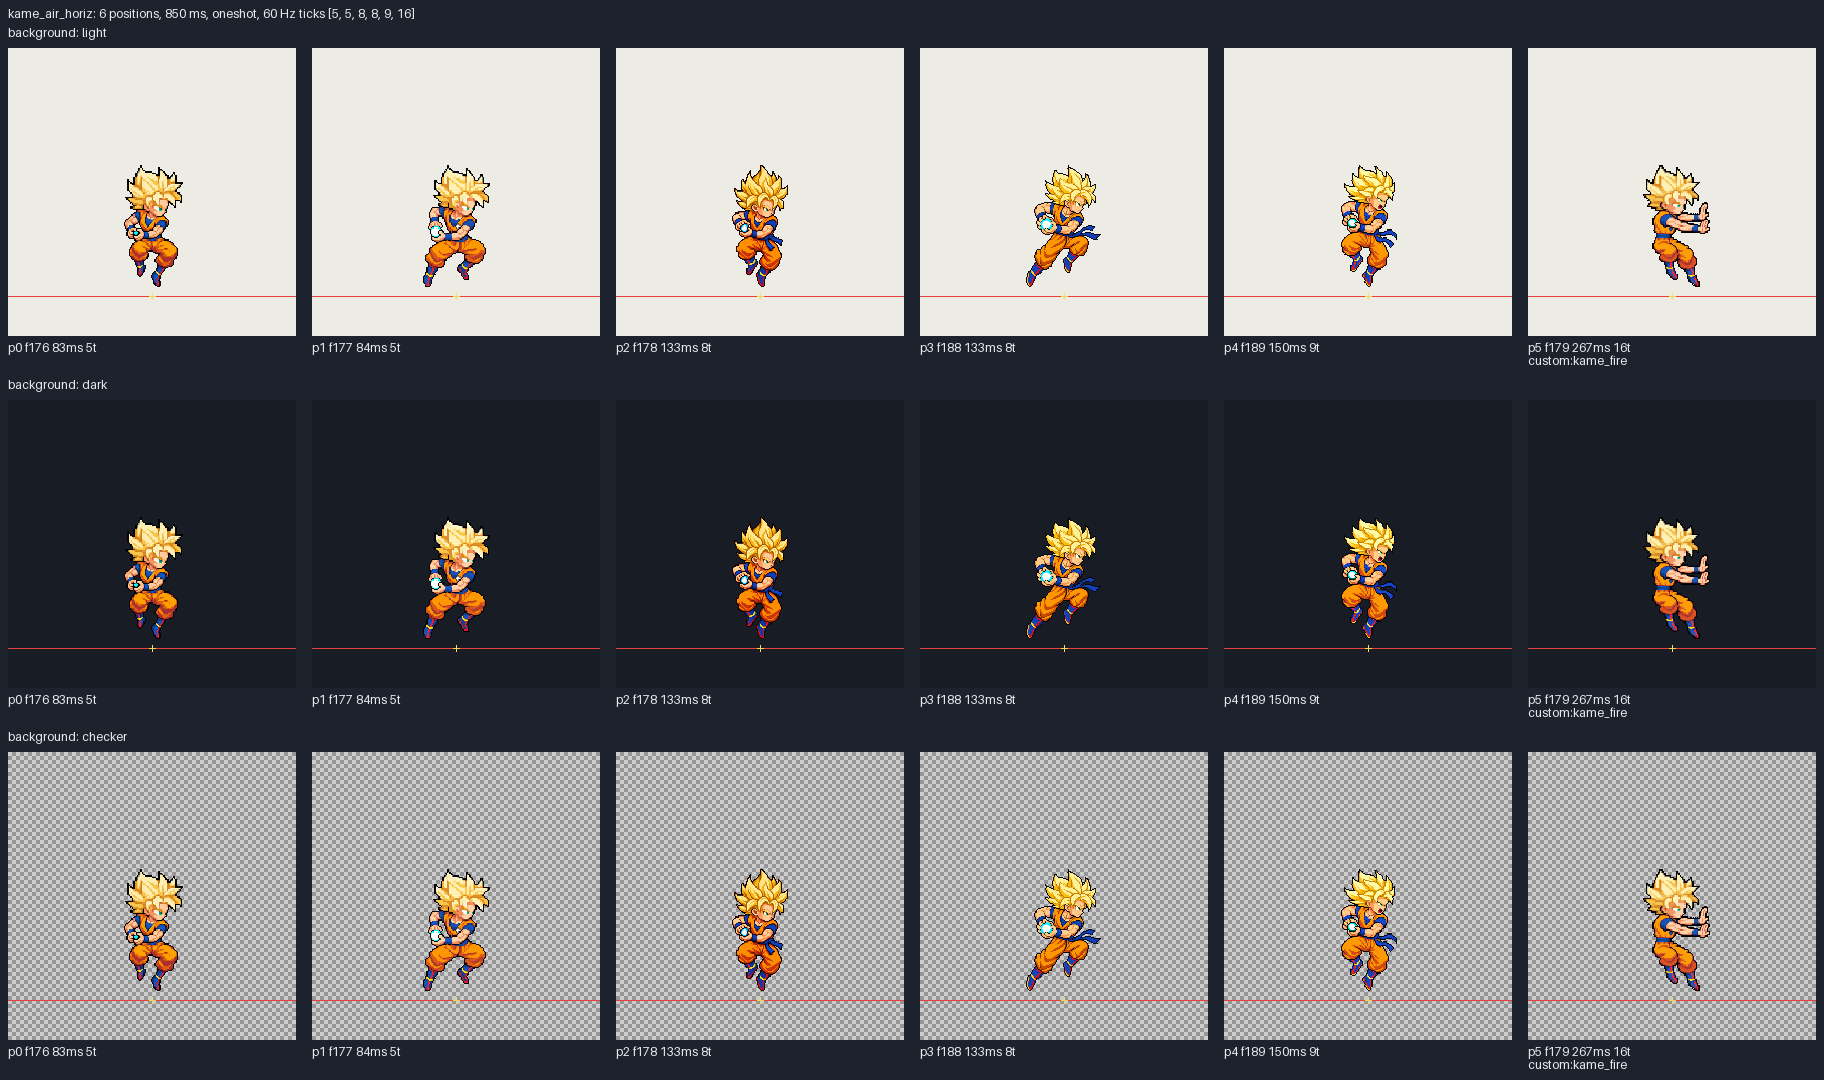 kame_air_horiz: 6 positions, 850 ms, oneshot, 60 Hz ticks [5, 5, 8, 8, 9, 16]
background: light
p0 f176 83ms 5t
p1 f177 84ms 5t
p2 f178 133ms 8t
p3 f188 133ms 8t
p4 f189 150ms 9t
p5 f179 267ms 16t
custom:kame_fire
background: dark
p0 f176 83ms 5t
p1 f177 84ms 5t
p2 f178 133ms 8t
p3 f188 133ms 8t
p4 f189 150ms 9t
p5 f179 267ms 16t
custom:kame_fire
background: checker
p0 f176 83ms 5t
p1 f177 84ms 5t
p2 f178 133ms 8t
p3 f188 133ms 8t
p4 f189 150ms 9t
p5 f179 267ms 16t
custom:kame_fire